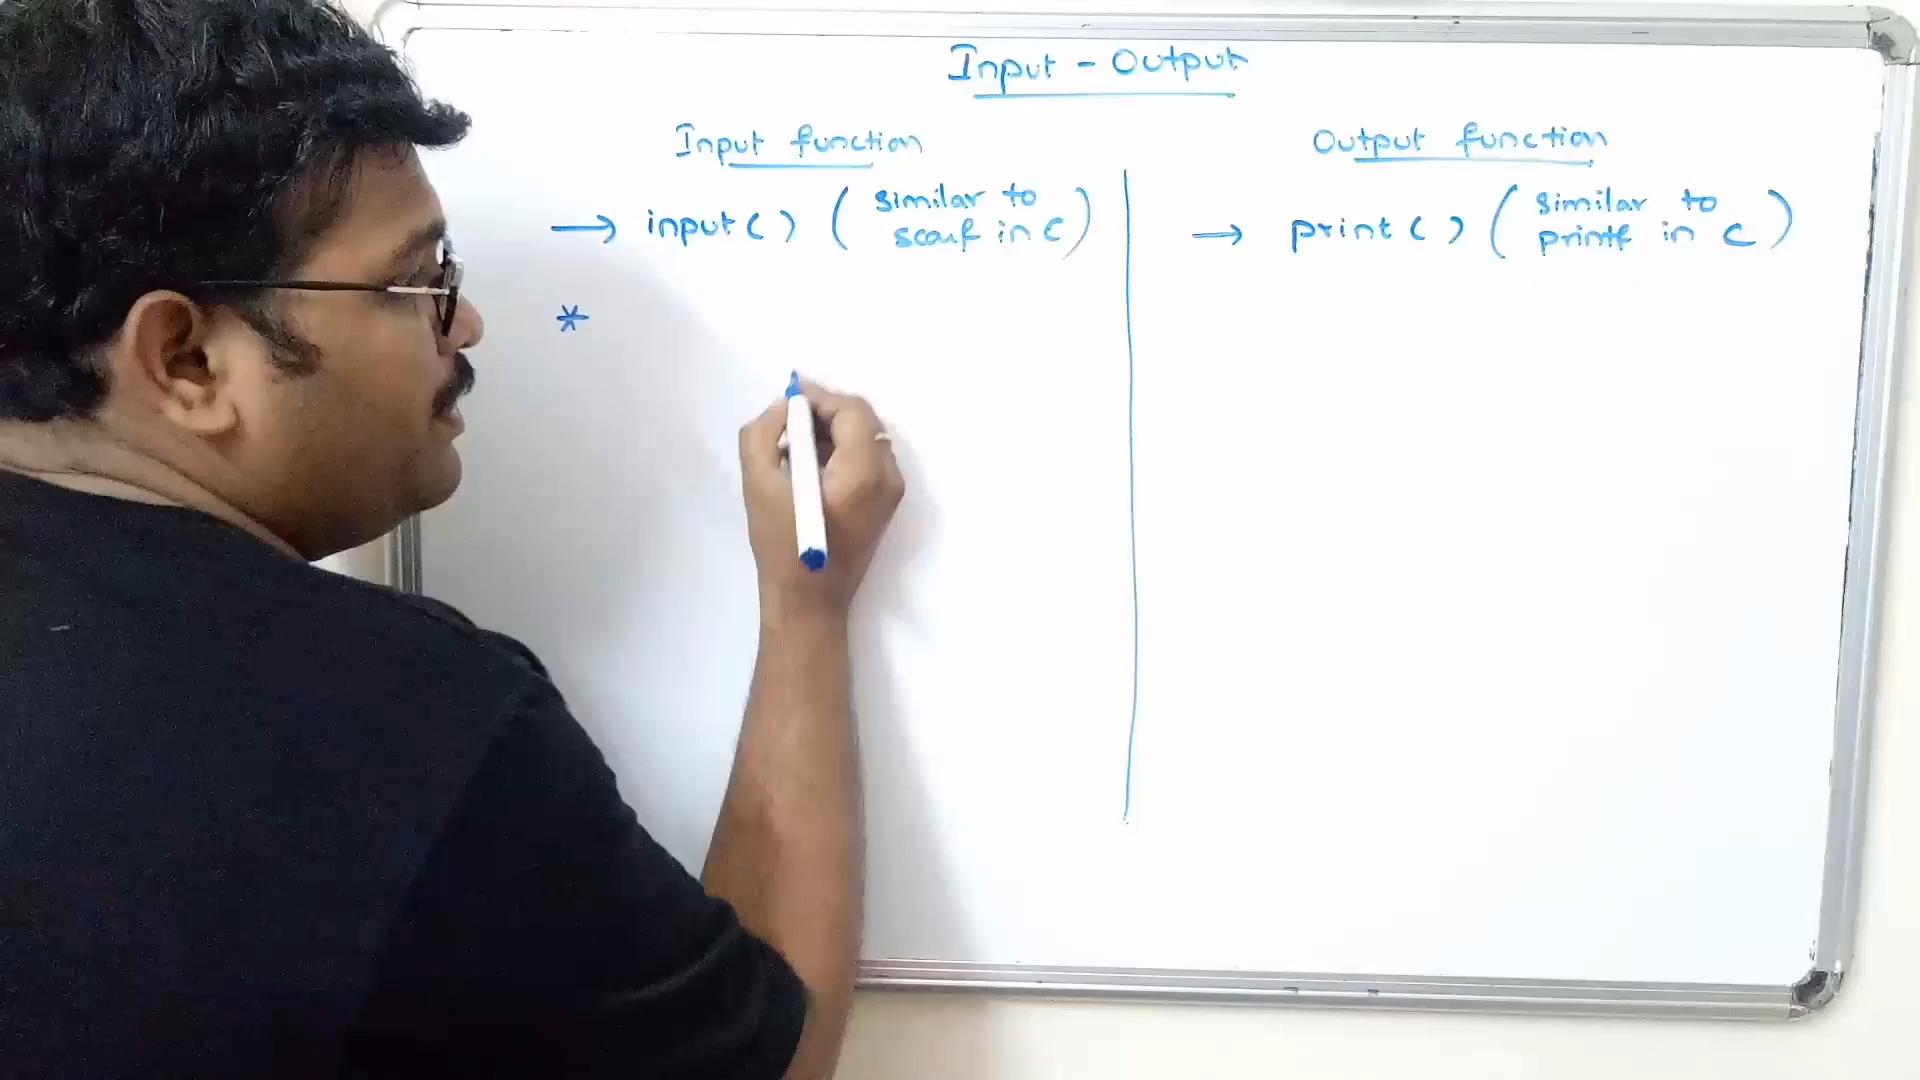 Input - Output
Input function
→ input() ( similar to
scanf in C )
*
Output function
→ print() ( similar to
printf in C )